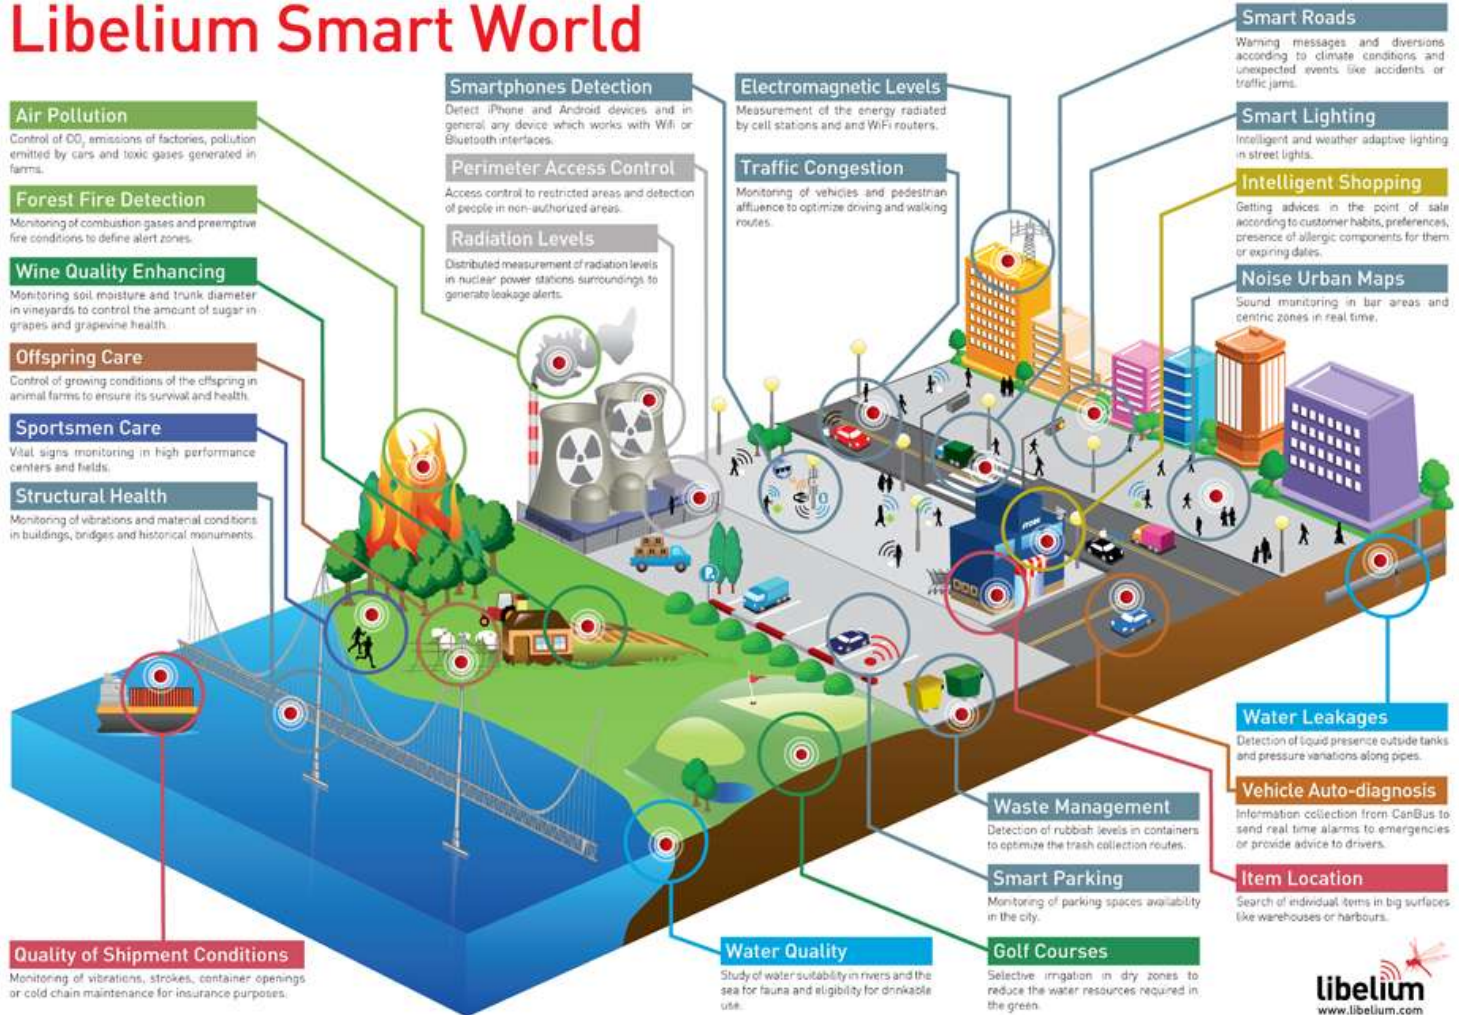 Libelium Smart World
Air Pollution
Control of CO₂ emissions of factories, pollution
emitted by cars and toxic gases generated in
farms.
Forest Fire Detection
Monitoring of combustion gases and preemptive
fire conditions to define alert zones.
Wine Quality Enhancing
Monitoring soil moisture and trunk diameter
in vineyards to control the amount of sugar in
grapes and grapevine health.
Offspring Care
Control of growing conditions of the offspring in
animal farms to ensure its survival and health.
Sportsmen Care
Vital signs monitoring in high performance
centers and fields.
Structural Health
Monitoring of vibrations and material conditions
in buildings, bridges and historical monuments.
Quality of Shipment Conditions
Monitoring of vibrations, strokes, container openings
or cold chain maintenance for insurance purposes.
Smartphones Detection
Detect iPhone and Android devices and in
general any device which works with Wifi or
Bluetooth interfaces.
Perimeter Access Control
Access control to restricted areas and detection
of people in non-authorized areas.
Radiation Levels
Distributed measurement of radiation levels
in nuclear power stations surroundings to
generate leakage alerts.
Electromagnetic Levels
Measurement of the energy radiated
by cell stations and and WiFi routers.
Traffic Congestion
Monitoring of vehicles and pedestrian
affluence to optimize driving and walking
routes.
Smart Roads
Warning messages and diversions
according to climate conditions and
unexpected events like accidents or
traffic jams.
Smart Lighting
Intelligent and weather adaptive lighting
in street lights.
Intelligent Shopping
Getting advices in the point of sale
according to customer habits, preferences,
presence of allergic components for them
or expiring dates.
Noise Urban Maps
Sound monitoring in bar areas and
centric zones in real time.
STORE
P
Water Leakages
Detection of liquid presence outside tanks
and pressure variations along pipes.
Vehicle Auto-diagnosis
Information collection from CanBus to
send real time alarms to emergencies
or provide advice to drivers.
Item Location
Search of individual items in big surfaces
like warehouses or harbours.
Waste Management
Detection of rubbish levels in containers
to optimize the trash collection routes.
Smart Parking
Monitoring of parking spaces availability
in the city.
Golf Courses
Selective irrigation in dry zones to
reduce the water resources required in
the green.
Water Quality
Study of water suitability in rivers and the
sea for fauna and eligibility for drinkable
use.
libelium
www.libelium.com